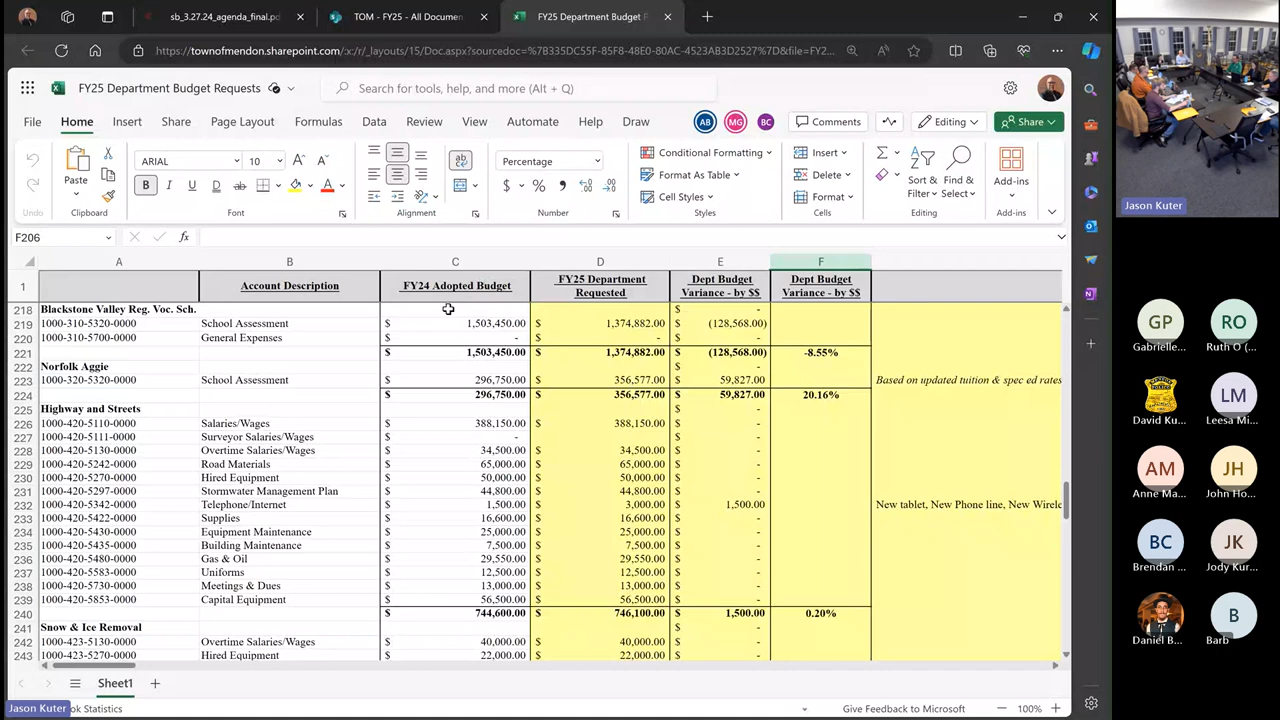 sb_3.27.24_agenda_final.pd
TOM - FY25 - All Documen
FY25 Department Budget R
https://townofmendon.sharepoint.com/:x:/r/_layouts/15/Doc.aspx?sourcedoc=%7B335DC55F-85F8-48E0-80AC-4523AB3D2527%7D&file=FY2...
FY25 Department Budget Requests
Search for tools, help, and more (Alt + Q)
File Home Insert Share Page Layout Formulas Data Review View Automate Help Draw
AB MG BC Comments Editing Share
Undo
Paste
Clipboard
ARIAL 10
B I U D ab
Font
Alignment
Percentage
$ % 9
Number
Conditional Formatting
Format As Table
Cell Styles
Styles
Insert
Delete
Format
Cells
Sort & Filter
Find & Select
Editing
Add-ins
Add-ins
F206 fx
A B C D E F
1 Account Description FY24 Adopted Budget FY25 Department Requested Dept Budget Variance - by $$ Dept Budget Variance - by $$
218 Blackstone Valley Reg. Voc. Sch. $ -
219 1000-310-5320-0000 School Assessment $ 1,503,450.00 $ 1,374,882.00 $ (128,568.00)
220 1000-310-5700-0000 General Expenses $ - $ - $ -
221 $ 1,503,450.00 $ 1,374,882.00 $ (128,568.00) -8.55%
222 Norfolk Aggie $ -
223 1000-320-5320-0000 School Assessment $ 296,750.00 $ 356,577.00 $ 59,827.00 Based on updated tuition & spec ed rates
224 $ 296,750.00 $ 356,577.00 $ 59,827.00 20.16%
225 Highway and Streets $ -
226 1000-420-5110-0000 Salaries/Wages $ 388,150.00 $ 388,150.00 $ -
227 1000-420-5111-0000 Surveyor Salaries/Wages $ - $ -
228 1000-420-5130-0000 Overtime Salaries/Wages $ 34,500.00 $ 34,500.00 $ -
229 1000-420-5242-0000 Road Materials $ 65,000.00 $ 65,000.00 $ -
230 1000-420-5270-0000 Hired Equipment $ 50,000.00 $ 50,000.00 $ -
231 1000-420-5297-0000 Stormwater Management Plan $ 44,800.00 $ 44,800.00 $ -
232 1000-420-5342-0000 Telephone/Internet $ 1,500.00 $ 3,000.00 $ 1,500.00 New tablet, New Phone line, New Wirele
233 1000-420-5422-0000 Supplies $ 16,600.00 $ 16,600.00 $ -
234 1000-420-5430-0000 Equipment Maintenance $ 25,000.00 $ 25,000.00 $ -
235 1000-420-5435-0000 Building Maintenance $ 7,500.00 $ 7,500.00 $ -
236 1000-420-5480-0000 Gas & Oil $ 29,550.00 $ 29,550.00 $ -
237 1000-420-5583-0000 Uniforms $ 12,500.00 $ 12,500.00 $ -
238 1000-420-5730-0000 Meetings & Dues $ 13,000.00 $ 13,000.00 $ -
239 1000-420-5853-0000 Capital Equipment $ 56,500.00 $ 56,500.00 $ -
240 $ 744,600.00 $ 746,100.00 $ 1,500.00 0.20%
241 Snow & Ice Removal $ -
242 1000-423-5130-0000 Overtime Salaries/Wages $ 40,000.00 $ 40,000.00 $ -
243 1000-423-5270-0000 Hired Equipment $ 22,000.00 $ 22,000.00 $ -
Sheet1
Jason Kuter
ok Statistics
Give Feedback to Microsoft
100%
Jason Kuter
GP
Gabrielle...
RO
Ruth O (...
David Ku...
LM
Leesa Mi...
AM
Anne Ma...
JH
John Ho...
BC
Brendan ...
JK
Jody Kur...
Daniel B...
B
Barb